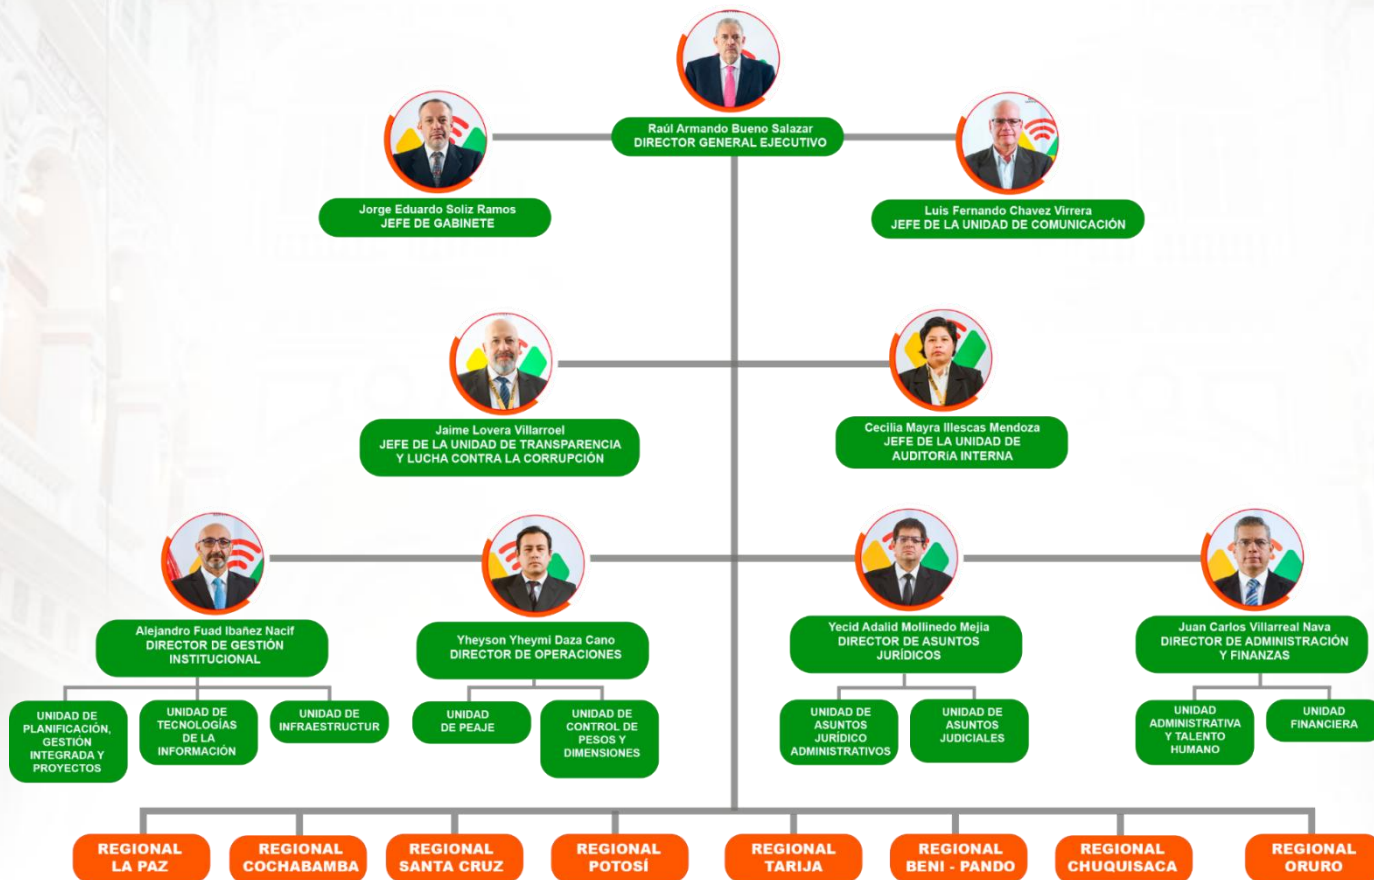 Raúl Armando Bueno Salazar
DIRECTOR GENERAL EJECUTIVO
Jorge Eduardo Soliz Ramos
JEFE DE GABINETE
Luis Fernando Chavez Virrera
JEFE DE LA UNIDAD DE COMUNICACIÓN
Jaime Lovera Villarroel
JEFE DE LA UNIDAD DE TRANSPARENCIA
Y LUCHA CONTRA LA CORRUPCIÓN
Cecilia Mayra Illescas Mendoza
JEFE DE LA UNIDAD DE
AUDITORíA INTERNA
Alejandro Fuad Ibañez Nacif
DIRECTOR DE GESTIÓN
INSTITUCIONAL
Yheyson Yheymi Daza Cano
DIRECTOR DE OPERACIONES
Yecid Adalid Mollinedo Mejia
DIRECTOR DE ASUNTOS
JURÍDICOS
Juan Carlos Villarreal Nava
DIRECTOR DE ADMINISTRACIÓN
Y FINANZAS
UNIDAD DE
PLANIFICACIÓN,
GESTIÓN
INTEGRADA Y
PROYECTOS
UNIDAD DE
TECNOLOGÍAS
DE LA
INFORMACIÓN
UNIDAD DE
INFRAESTRUCTUR
UNIDAD
DE PEAJE
UNIDAD DE
CONTROL DE
PESOS Y
DIMENSIONES
UNIDAD DE
ASUNTOS
JURÍDICO
ADMINISTRATIVOS
UNIDAD DE
ASUNTOS
JUDICIALES
UNIDAD
ADMINISTRATIVA
Y TALENTO
HUMANO
UNIDAD
FINANCIERA
REGIONAL
LA PAZ
REGIONAL
COCHABAMBA
REGIONAL
SANTA CRUZ
REGIONAL
POTOSÍ
REGIONAL
TARIJA
REGIONAL
BENI - PANDO
REGIONAL
CHUQUISACA
REGIONAL
ORURO